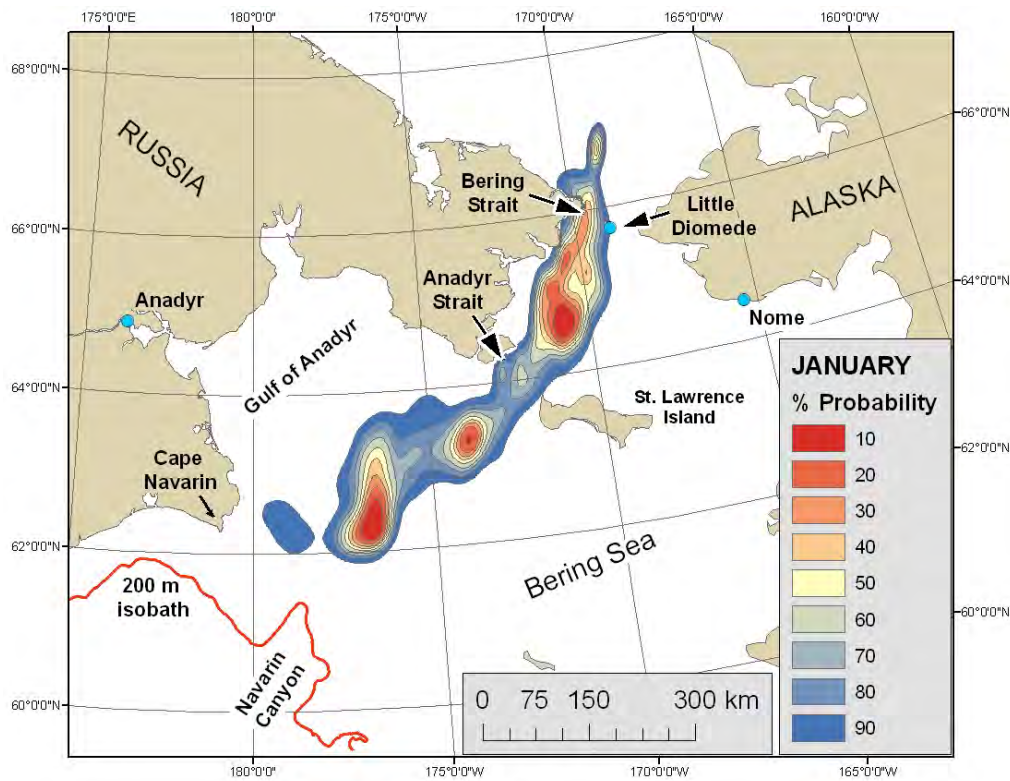 175°0'0"E
180°0'0"
175°0'0"W
170°0'0"W
165°0'0"W
160°0'0"W
68°0'0"N
66°0'0"N
64°0'0"N
62°0'0"N
60°0'0"N
66°0'0"N
64°0'0"N
62°0'0"N
60°0'0"N
RUSSIA
ALASKA
Bering
Strait
Little
Diomede
Anadyr
Strait
Anadyr
Nome
Gulf of Anadyr
St. Lawrence
Island
Cape
Navarin
Bering Sea
200 m
isobath
Navarin
Canyon
JANUARY
% Probability
10
20
30
40
50
60
70
80
90
0 75 150 300 km
180°0'0"
175°0'0"W
170°0'0"W
165°0'0"W